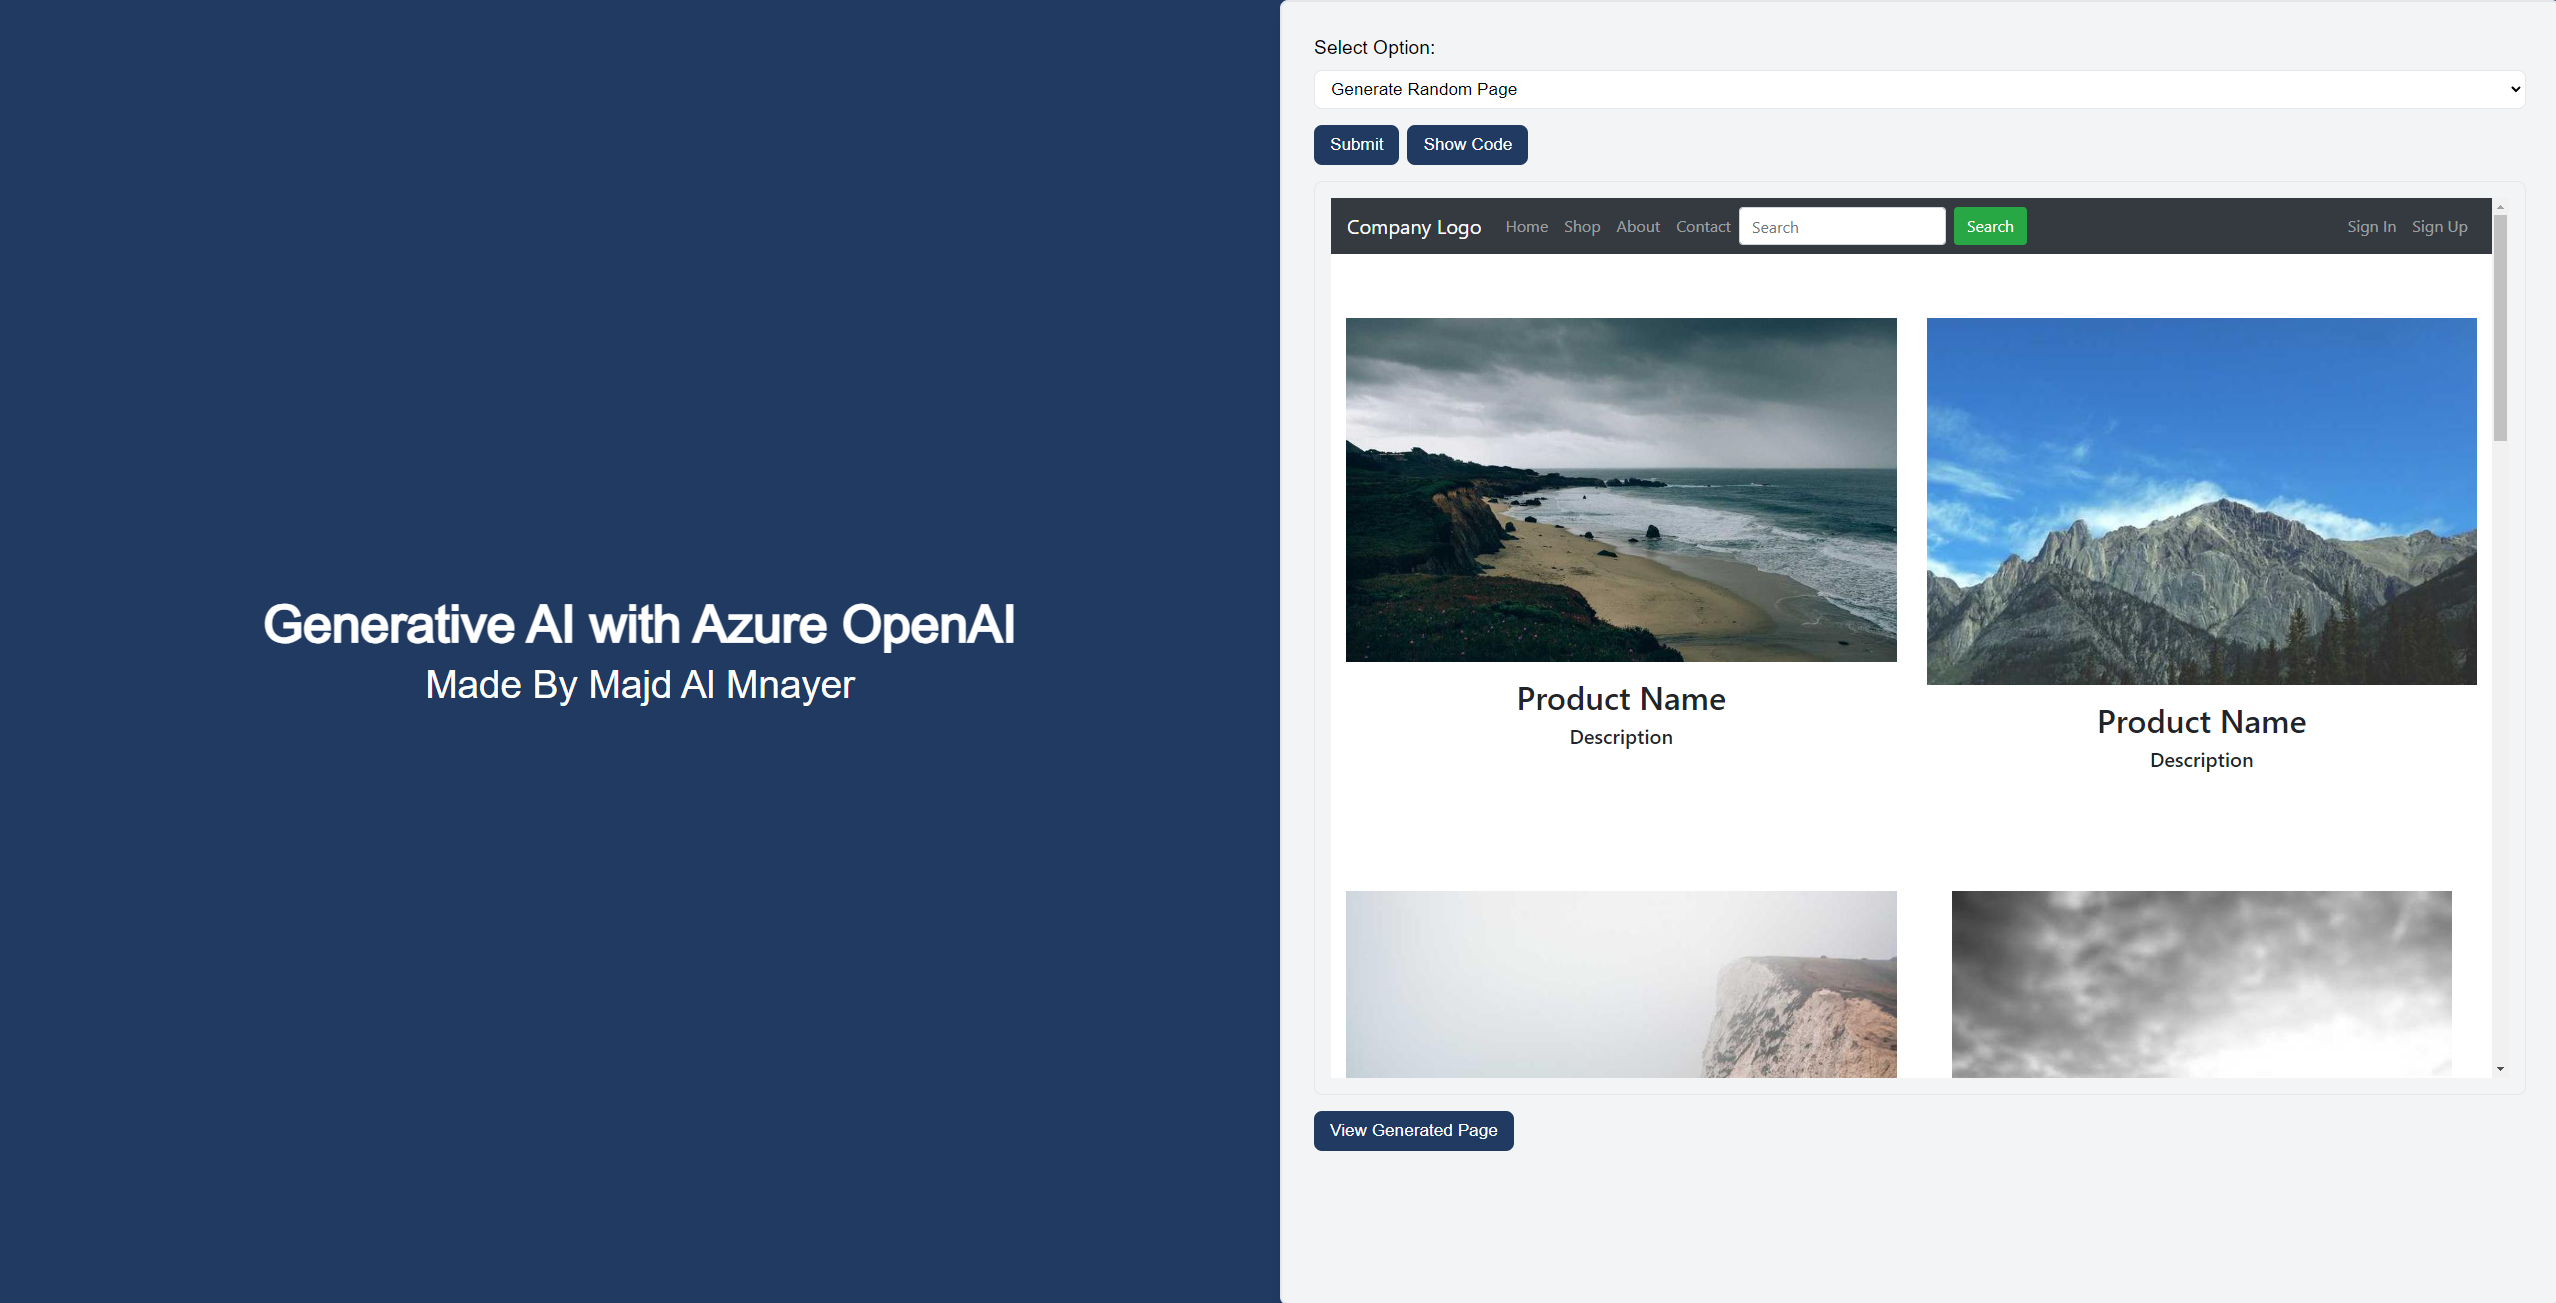 Generative AI with Azure OpenAI
Made By Majd Al Mnayer
Select Option:
Generate Random Page
Submit Show Code
Company Logo Home Shop About Contact Search Search Sign In Sign Up
Product Name
Description
Product Name
Description
View Generated Page